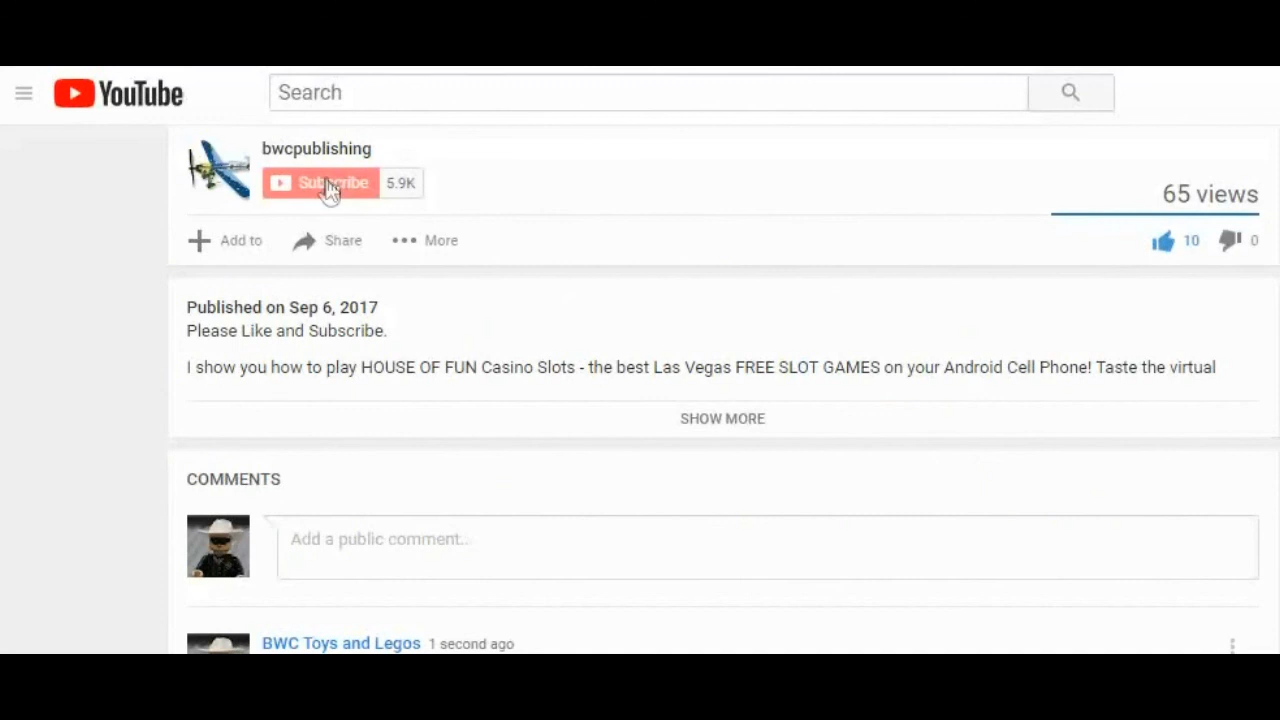 YouTube
Search
bwcpublishing
Subscribe 5.9K
65 views
Add to Share More
10 0
Published on Sep 6, 2017
Please Like and Subscribe.
I show you how to play HOUSE OF FUN Casino Slots - the best Las Vegas FREE SLOT GAMES on your Android Cell Phone! Taste the virtual
SHOW MORE
COMMENTS
Add a public comment..
BWC Toys and Legos 1 second ago